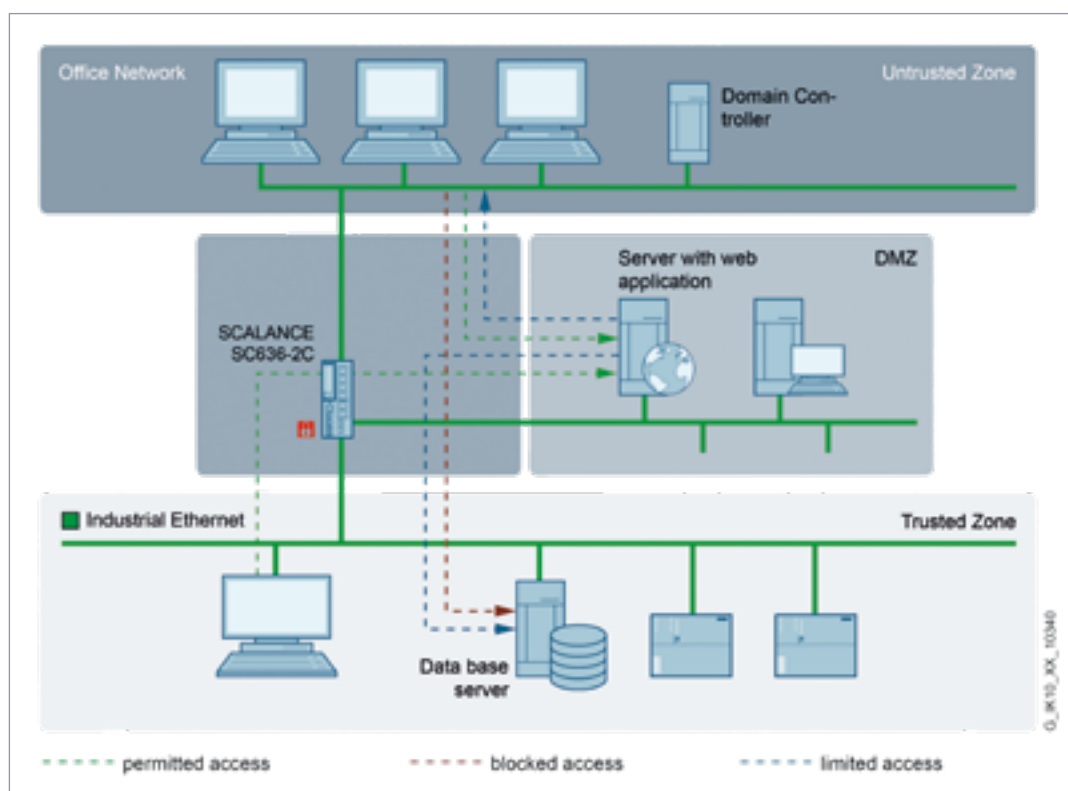 Office Network
Untrusted Zone
Domain Con-
troller
Server with web
application
DMZ
SCALANCE
SC636-2C
Industrial Ethernet
Trusted Zone
Data base
server
G_IK10_XX_10340
permitted access
blocked access
limited access